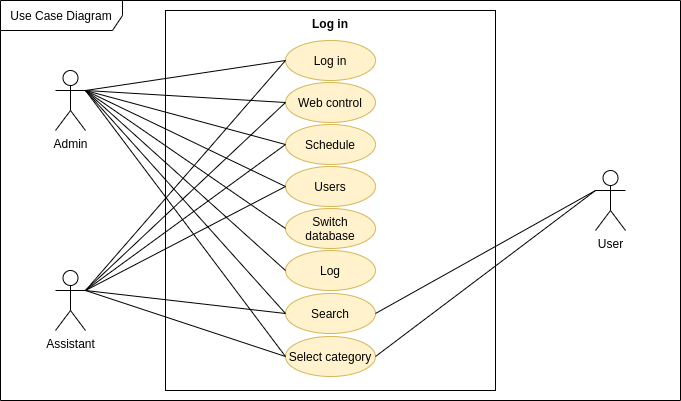 Use Case Diagram
Log in
Log in
Web control
Schedule
Users
Switch
database
Log
Search
Select category
Admin
Assistant
User